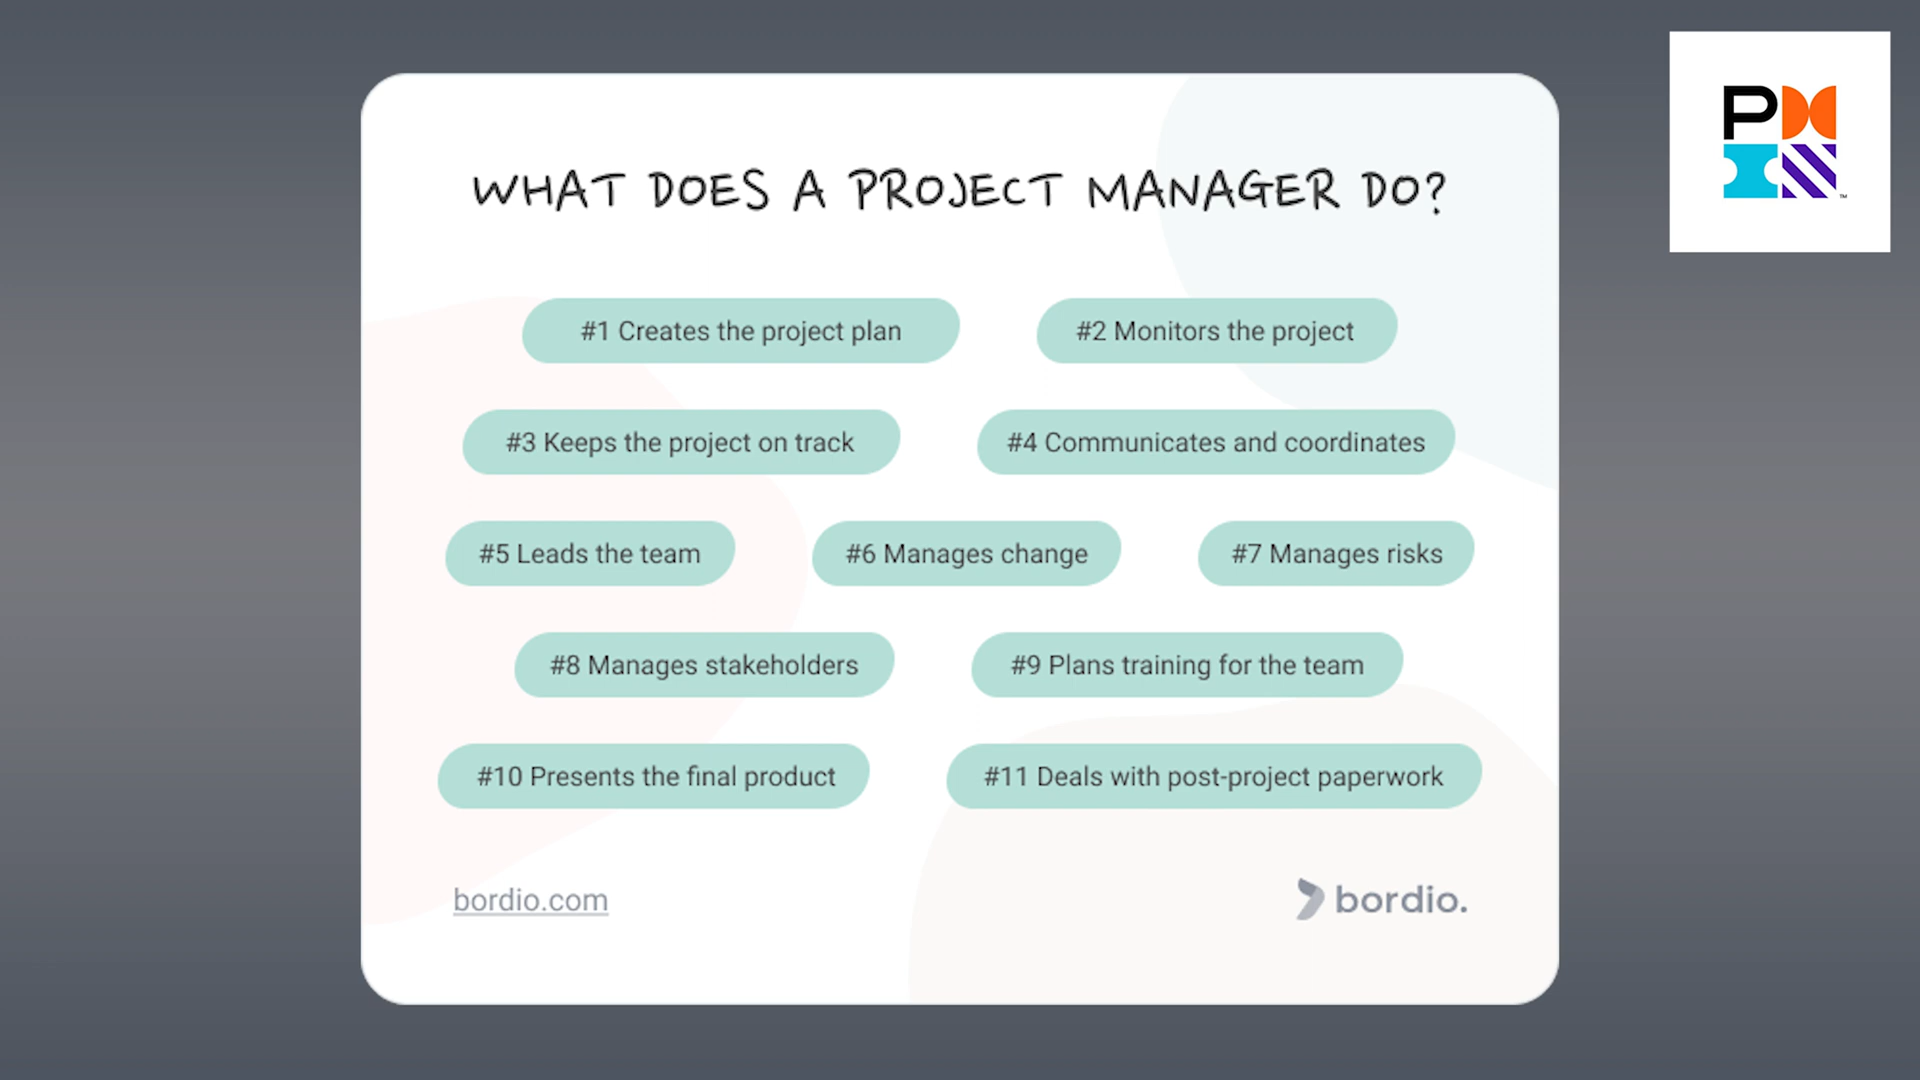 WHAT DOES A PROJECT MANAGER DO?
#1 Creates the project plan
#2 Monitors the project
#3 Keeps the project on track
#4 Communicates and coordinates
#5 Leads the team
#6 Manages change
#7 Manages risks
#8 Manages stakeholders
#9 Plans training for the team
#10 Presents the final product
#11 Deals with post-project paperwork
bordio.com
bordio.
P
TM